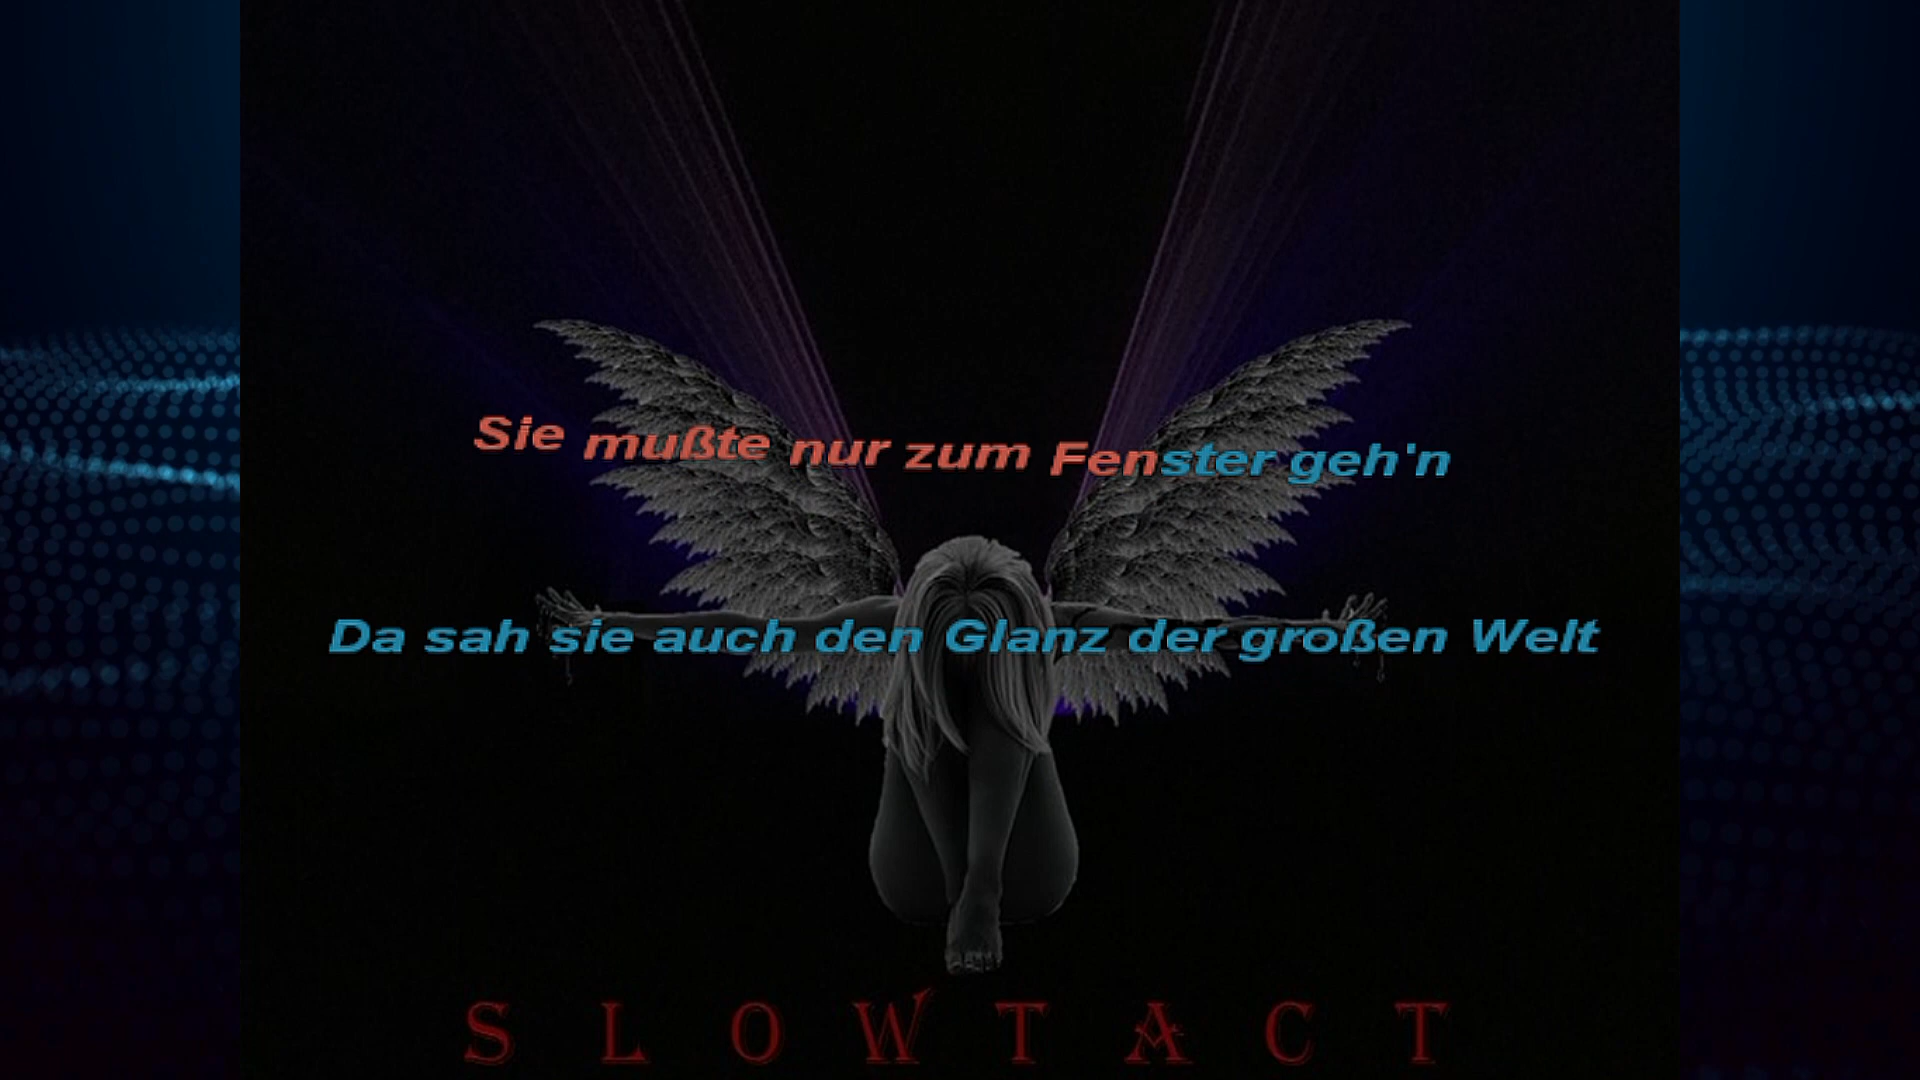 Sie mußte nur zum Fenster geh'n
Da sah sie auch den Glanz der großen Welt
SLOWTACT